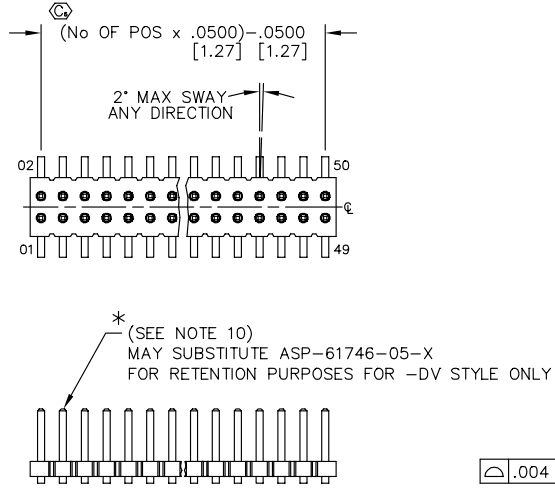 C5
(No OF POS x .0500)-.0500
[1.27] [1.27]
2° MAX SWAY
ANY DIRECTION
02
50
℄
01
49
*
(SEE NOTE 10)
MAY SUBSTITUTE ASP-61746-05-X
FOR RETENTION PURPOSES FOR -DV STYLE ONLY
⌓ .004